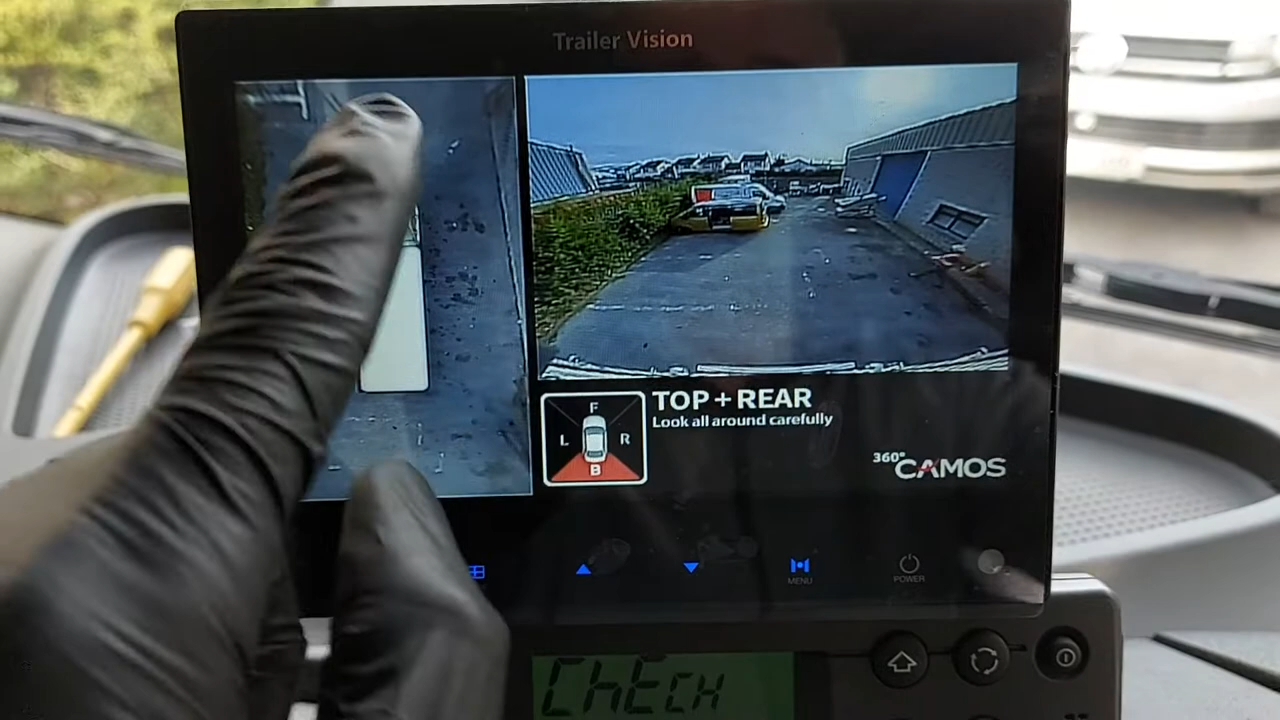 Trailer Vision
TOP + REAR
Look all around carefully
F
L R
B
360°
CAMOS
MENU
POWER
ChEcH